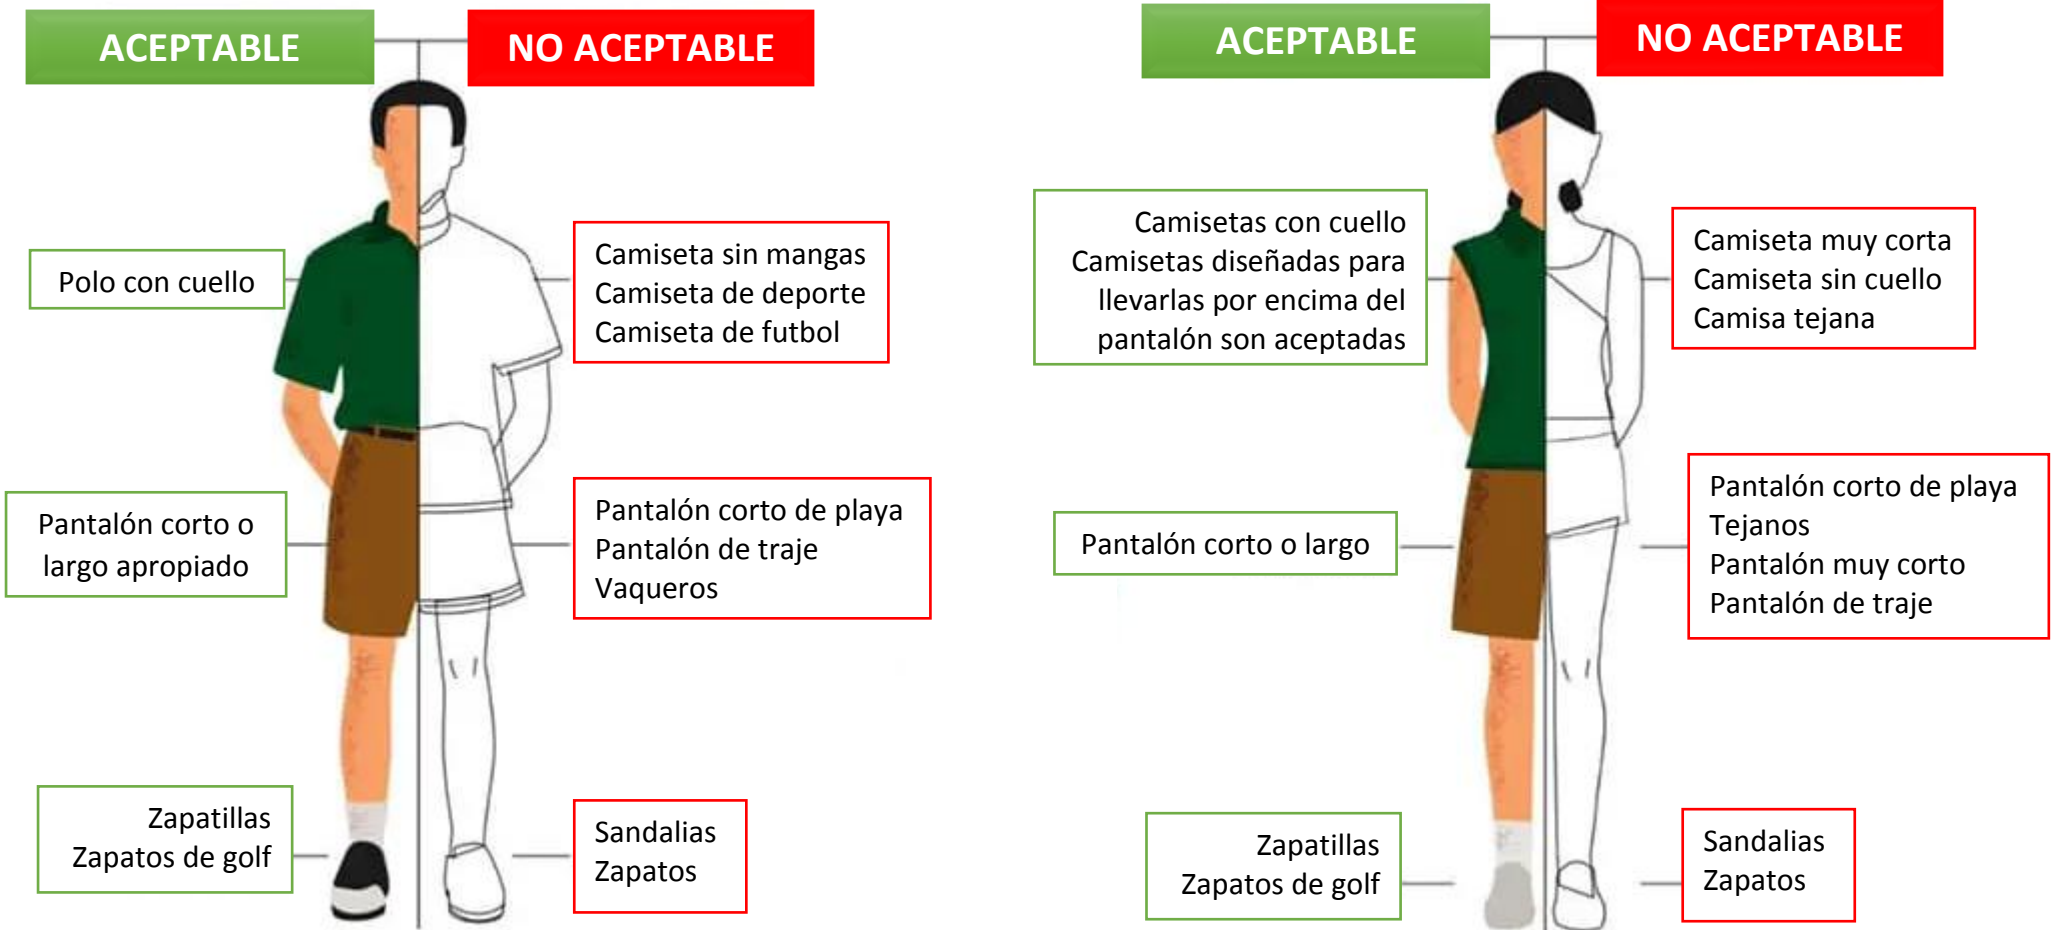 ACEPTABLE
NO ACEPTABLE
Polo con cuello
Camiseta sin mangas
Camiseta de deporte
Camiseta de futbol
Pantalón corto o
largo apropiado
Pantalón corto de playa
Pantalón de traje
Vaqueros
Zapatillas
Zapatos de golf
Sandalias
Zapatos
ACEPTABLE
NO ACEPTABLE
Camisetas con cuello
Camisetas diseñadas para
llevarlas por encima del
pantalón son aceptadas
Camiseta muy corta
Camiseta sin cuello
Camisa tejana
Pantalón corto o largo
Pantalón corto de playa
Tejanos
Pantalón muy corto
Pantalón de traje
Zapatillas
Zapatos de golf
Sandalias
Zapatos